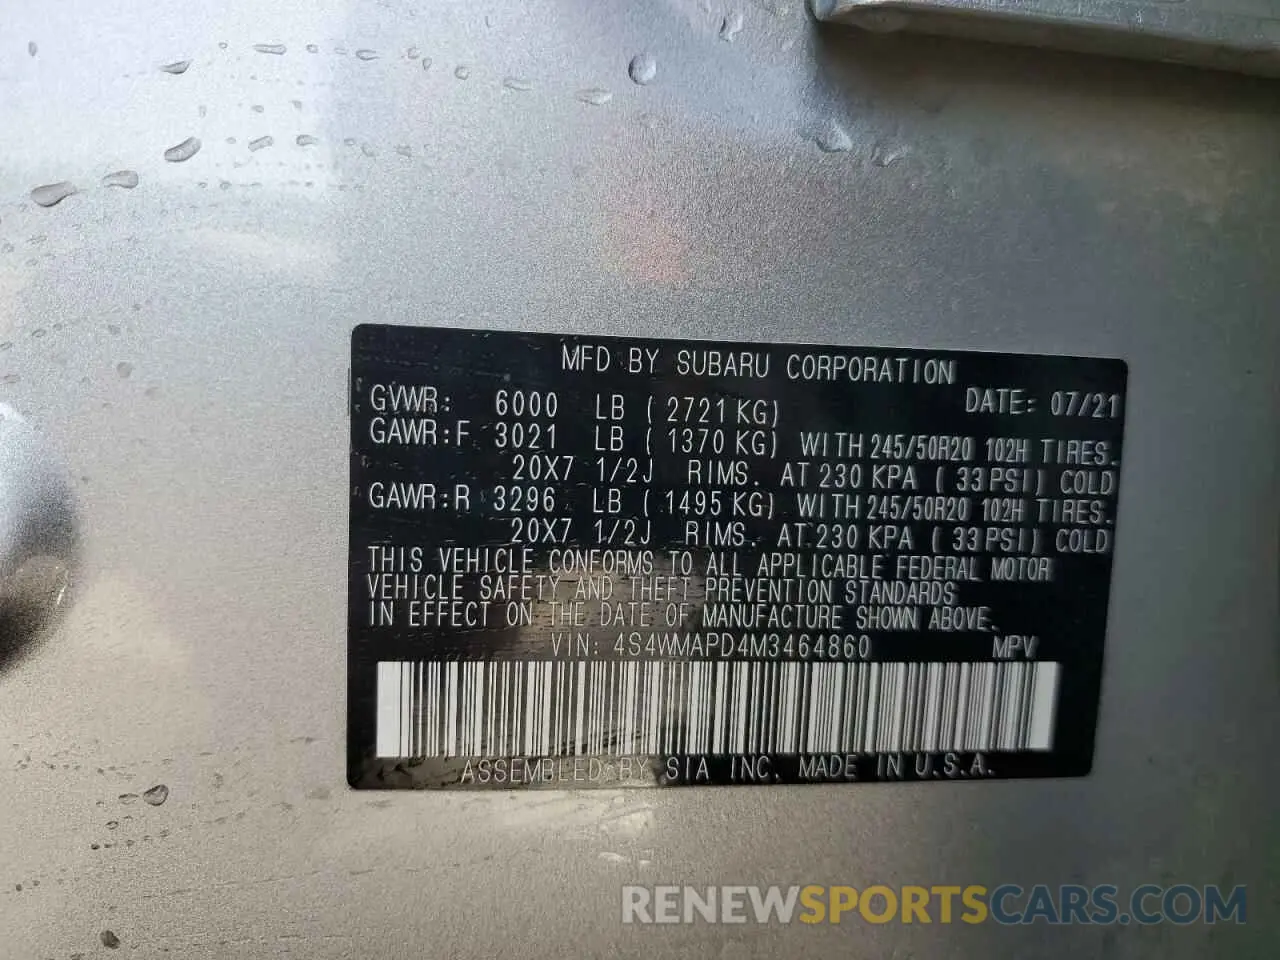 MFD BY SUBARU CORPORATION
GVWR: 6000 LB ( 2721 KG) DATE: 07/21
GAWR:F 3021 LB ( 1370 KG) WITH 245/50R20 102H TIRES.
20X7 1/2J RIMS. AT 230 KPA ( 33PSI) COLD
GAWR:R 3296 LB ( 1495 KG) WITH 245/50R20 102H TIRES.
20X7 1/2J RIMS. AT 230 KPA ( 33PSI) COLD
THIS VEHICLE CONFORMS TO ALL APPLICABLE FEDERAL MOTOR
VEHICLE SAFETY AND THEFT PREVENTION STANDARDS
IN EFFECT ON THE DATE OF MANUFACTURE SHOWN ABOVE.
VIN: 4S4WMAPD4M3464860 MPV
ASSEMBLED BY SIA INC. MADE IN U.S.A.
RENEWSPORTSCARS.COM